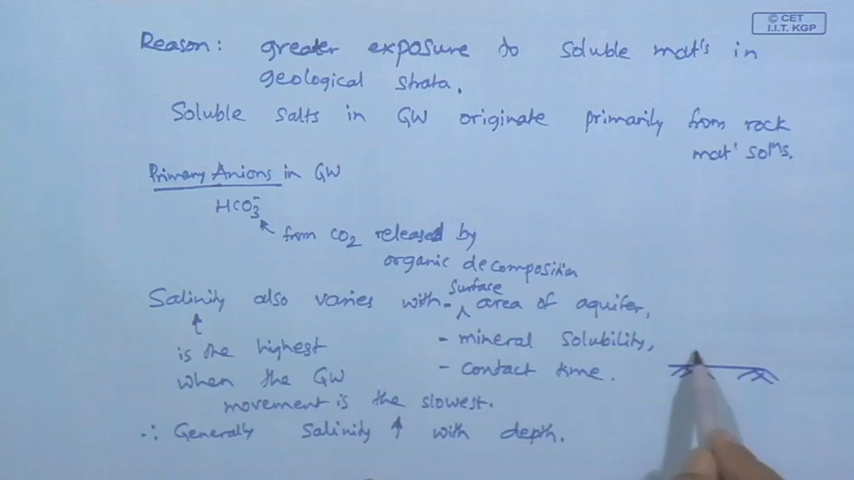 © CET
I.I.T. KGP
Reason: greater exposure to soluble mat'ls in
geological strata.
Soluble salts in GW originate primarily from rock
mat'l solns.
Primary Anions in GW
HCO3-
from CO2 released by
organic decomposition
Salinity also varies with - surface area of aquifer,
- mineral solubility,
is the highest
- contact time.
when the GW
movement is the slowest.
∴ Generally Salinity ↑ with depth.